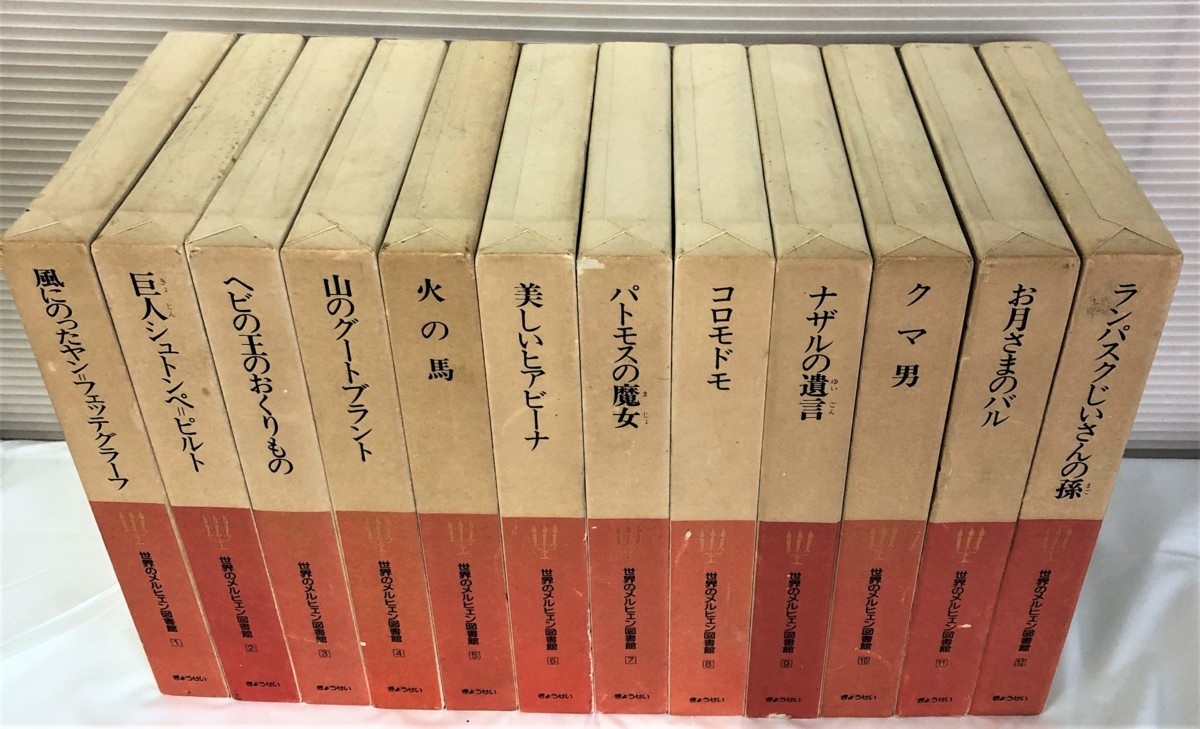 風にのったヤン=フェッテグラーフ
世界のメルヒェン図書館
1
ぎょうせい
巨人シュトンペ=ピルト
きょじん
世界のメルヒェン図書館
2
ぎょうせい
ヘビの王のおくりもの
世界のメルヒェン図書館
3
ぎょうせい
山のグートブラント
世界のメルヒェン図書館
4
ぎょうせい
火の馬
世界のメルヒェン図書館
5
ぎょうせい
美しいヒアビーナ
世界のメルヒェン図書館
6
ぎょうせい
パトモスの魔女
まじょ
世界のメルヒェン図書館
7
ぎょうせい
コロモドモ
世界のメルヒェン図書館
8
ぎょうせい
ナザルの遺言
ゆいごん
世界のメルヒェン図書館
9
ぎょうせい
クマ男
世界のメルヒェン図書館
10
ぎょうせい
お月さまのバル
世界のメルヒェン図書館
11
ぎょうせい
ランパスクじいさんの孫
まご
世界のメルヒェン図書館
12
ぎょうせい